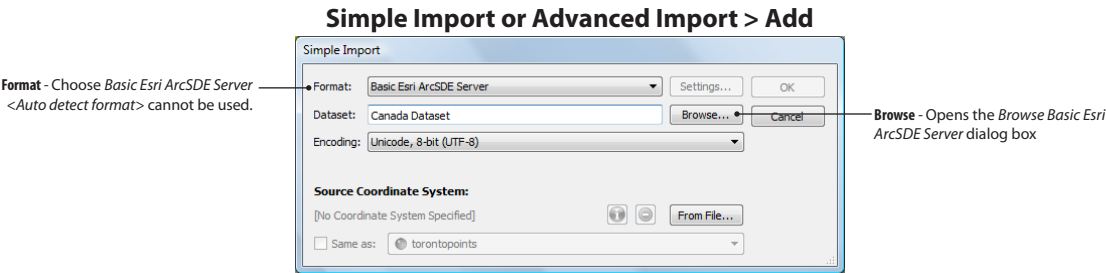 Simple Import or Advanced Import > Add
Simple Import
Format - Choose Basic Esri ArcSDE Server
<Auto detect format> cannot be used.
Format: Basic Esri ArcSDE Server Settings... OK
Dataset: Canada Dataset Browse... Cancel
Browse - Opens the Browse Basic Esri
ArcSDE Server dialog box
Encoding: Unicode, 8-bit (UTF-8)
Source Coordinate System:
[No Coordinate System Specified] From File...
Same as: torontopoints